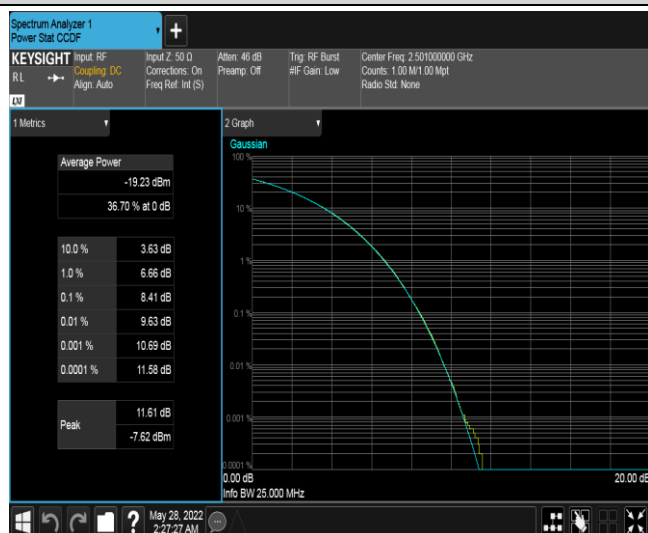 Spectrum Analyzer 1
Power Stat CCDF
+
KEYSIGHT
RL
LXI
Input: RF
Coupling: DC
Align: Auto
Input Z: 50 Ω
Corrections: On
Freq Ref: Int (S)
Atten: 46 dB
Preamp: Off
Trig: RF Burst
#IF Gain: Low
Center Freq: 2.501000000 GHz
Counts: 1.00 M/1.00 Mpt
Radio Std: None
1 Metrics
Average Power
-19.23 dBm
36.70 % at 0 dB
10.0 % 3.63 dB
1.0 % 6.66 dB
0.1 % 8.41 dB
0.01 % 9.63 dB
0.001 % 10.69 dB
0.0001 % 11.58 dB
Peak
11.61 dB
-7.62 dBm
2 Graph
Gaussian
100 %
10 %
1 %
0.1 %
0.01 %
0.001 %
0.0001 %
0.00 dB
20.00 dB
Info BW 25.000 MHz
?
May 28, 2022
2:27:27 AM